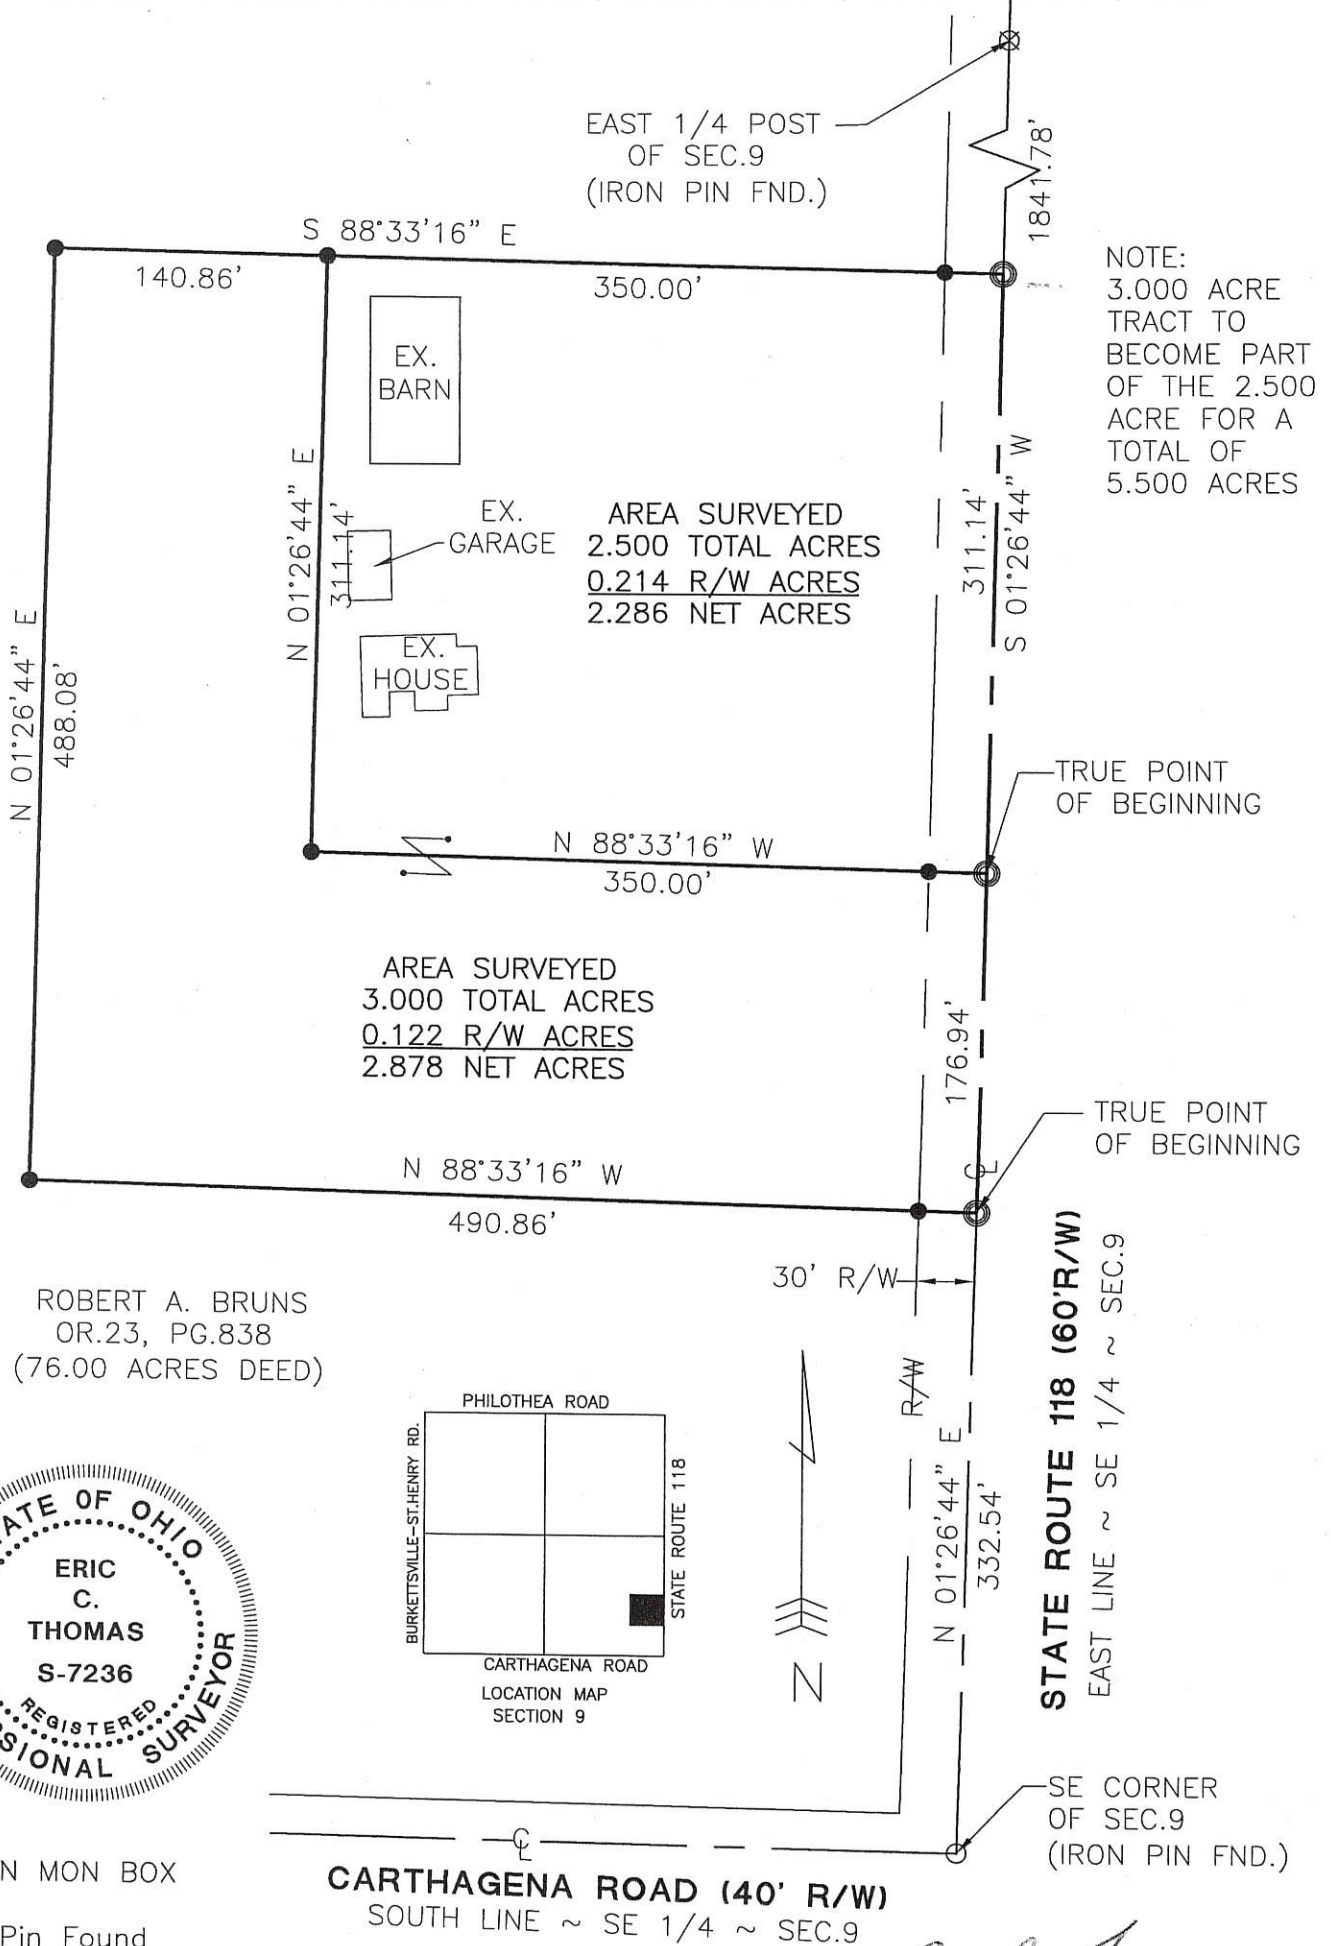 EAST 1/4 POST
OF SEC.9
(IRON PIN FND.)
1841.78'
S 88°33'16" E
140.86'
350.00'
NOTE:
3.000 ACRE
TRACT TO
BECOME PART
OF THE 2.500
ACRE FOR A
TOTAL OF
5.500 ACRES
EX.
BARN
N 01°26'44" E
311.14'
EX.
GARAGE
AREA SURVEYED
2.500 TOTAL ACRES
0.214 R/W ACRES
2.286 NET ACRES
311.14'
S 01°26'44" W
EX.
HOUSE
N 01°26'44" E
488.08'
TRUE POINT
OF BEGINNING
N 88°33'16" W
350.00'
AREA SURVEYED
3.000 TOTAL ACRES
0.122 R/W ACRES
2.878 NET ACRES
176.94'
TRUE POINT
OF BEGINNING
CL
N 88°33'16" W
490.86'
30' R/W
ROBERT A. BRUNS
OR.23, PG.838
(76.00 ACRES DEED)
STATE ROUTE 118 (60'R/W)
EAST LINE ~ SE 1/4 ~ SEC.9
R/W
N 01°26'44" E
332.54'
PHILOTHEA ROAD
BURKETTSVILLE-ST.HENRY RD.
STATE ROUTE 118
CARTHAGENA ROAD
LOCATION MAP
SECTION 9
N
ATE OF OHIO
ERIC
C.
THOMAS
S-7236
REGISTERED
SIONAL SURVEYOR
SE CORNER
OF SEC.9
(IRON PIN FND.)
CL
CARTHAGENA ROAD (40' R/W)
SOUTH LINE ~ SE 1/4 ~ SEC.9
N MON BOX
Pin Found